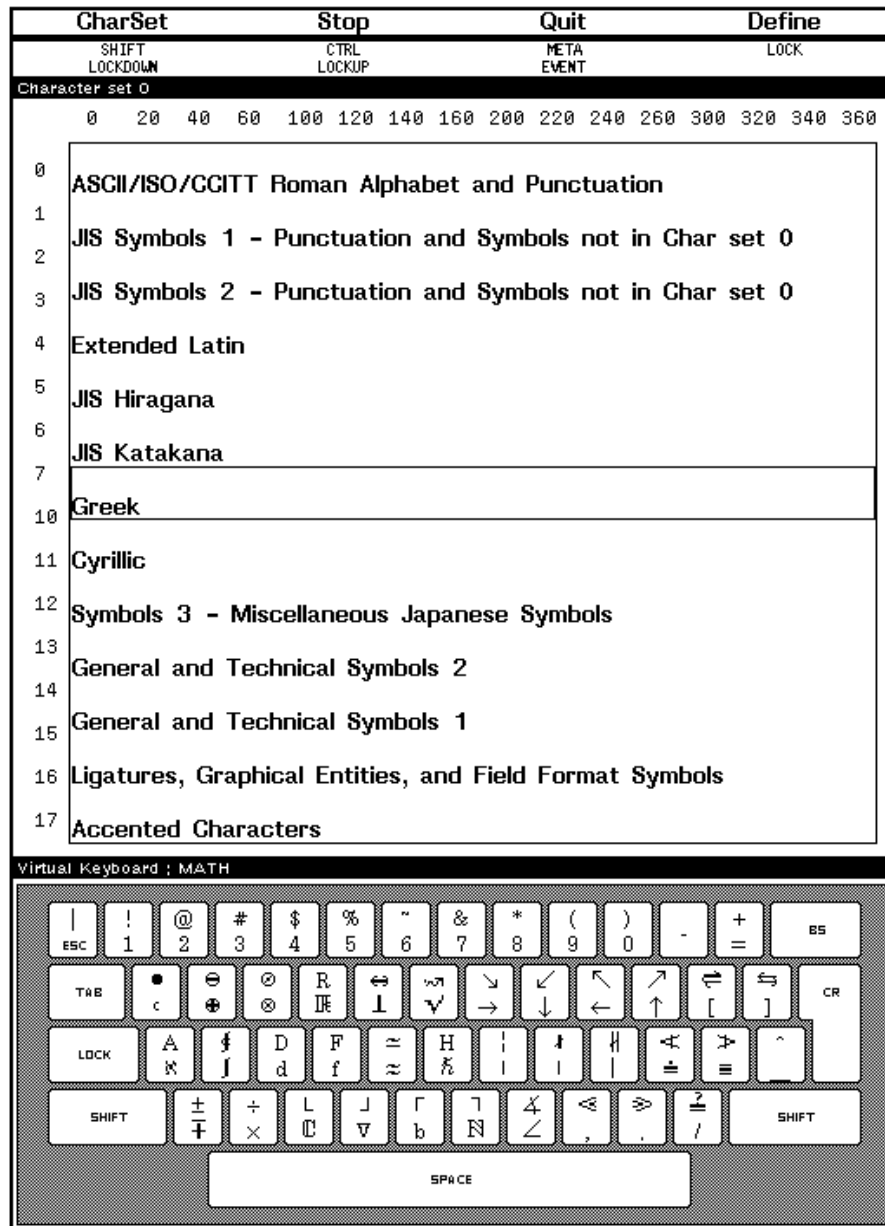 CharSet Stop Quit Define
SHIFT CTRL META LOCK
LOCKDOWN LOCKUP EVENT
Character set 0
0 20 40 60 100 120 140 160 200 220 240 260 300 320 340 360
0
ASCII/ISO/CCITT Roman Alphabet and Punctuation
1
JIS Symbols 1 - Punctuation and Symbols not in Char set 0
2
3 JIS Symbols 2 - Punctuation and Symbols not in Char set 0
4 Extended Latin
5 JIS Hiragana
6
JIS Katakana
7
Greek
10
11 Cyrillic
12 Symbols 3 - Miscellaneous Japanese Symbols
13
General and Technical Symbols 2
14
General and Technical Symbols 1
15
16 Ligatures, Graphical Entities, and Field Format Symbols
17 Accented Characters
Virtual Keyboard ; MATH
| ! @ # $ % ~ & * ( ) +
ESC 1 2 3 4 5 6 7 8 9 0 - = BS
● ⊖ ⊘ R ⇔ ↘ ↙ ↖ ↗ ⇌ ⇆
TAB c ⊕ ⊗ ⊥ √ → ↓ ← ↑ [ ] CR
A ∮ D F ≃ H ¦ ∦ ∢ ^
LOCK ∫ d f ≈ ℏ | | | ≐ ≡ _
± ÷ └ ┘ ┌ ┐ ∡ ⋖ ⋗ ≟
SHIFT ∓ × ℂ ∇ b ℕ ∠ , . / SHIFT
SPACE